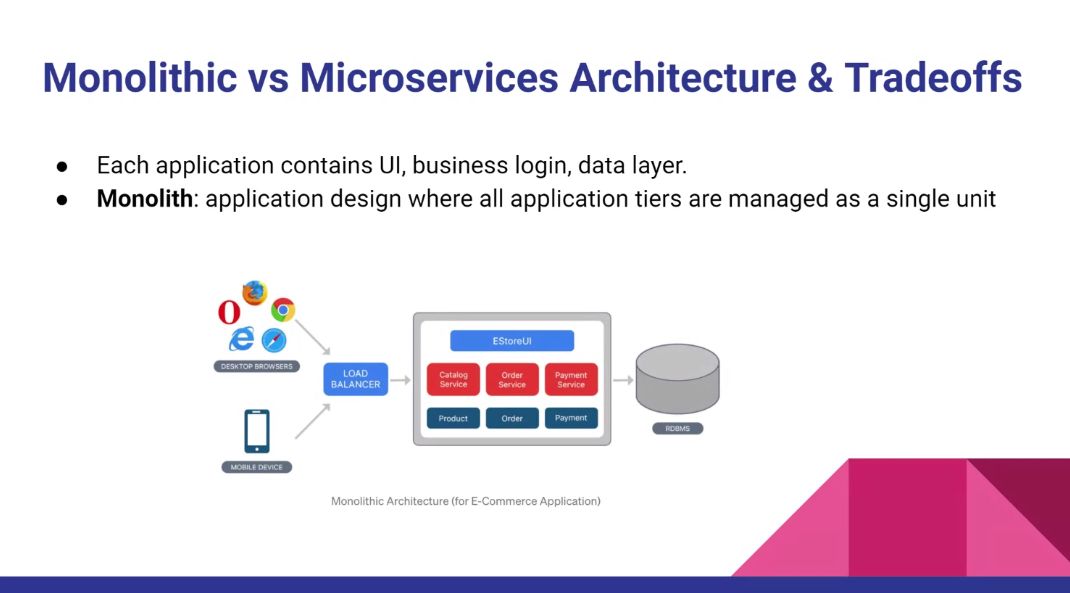 Monolithic vs Microservices Architecture & Tradeoffs
● Each application contains UI, business login, data layer.
● Monolith: application design where all application tiers are managed as a single unit
DESKTOP BROWSERS
MOBILE DEVICE
LOAD
BALANCER
EStoreUI
Catalog
Service
Order
Service
Payment
Service
Product
Order
Payment
RDBMS
Monolithic Architecture (for E-Commerce Application)